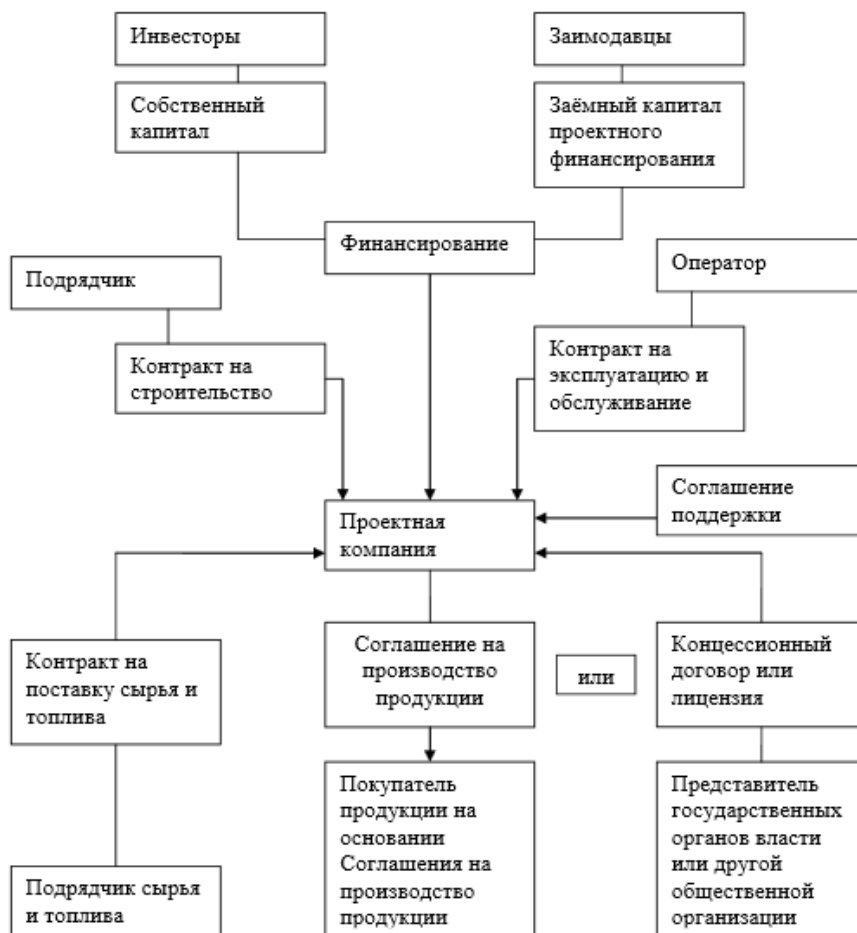 Инвесторы
Заимодавцы
Собственный
капитал
Заёмный капитал
проектного
финансирования
Финансирование
Подрядчик
Оператор
Контракт на
строительство
Контракт на
эксплуатацию и
обслуживание
Проектная
компания
Соглашение
поддержки
Контракт на
поставку сырья и
топлива
Соглашение на
производство
продукции
или
Концессионный
договор или
лицензия
Подрядчик сырья
и топлива
Покупатель
продукции на
основании
Соглашения на
производство
продукции
Представитель
государственных
органов власти
или другой
общественной
организации